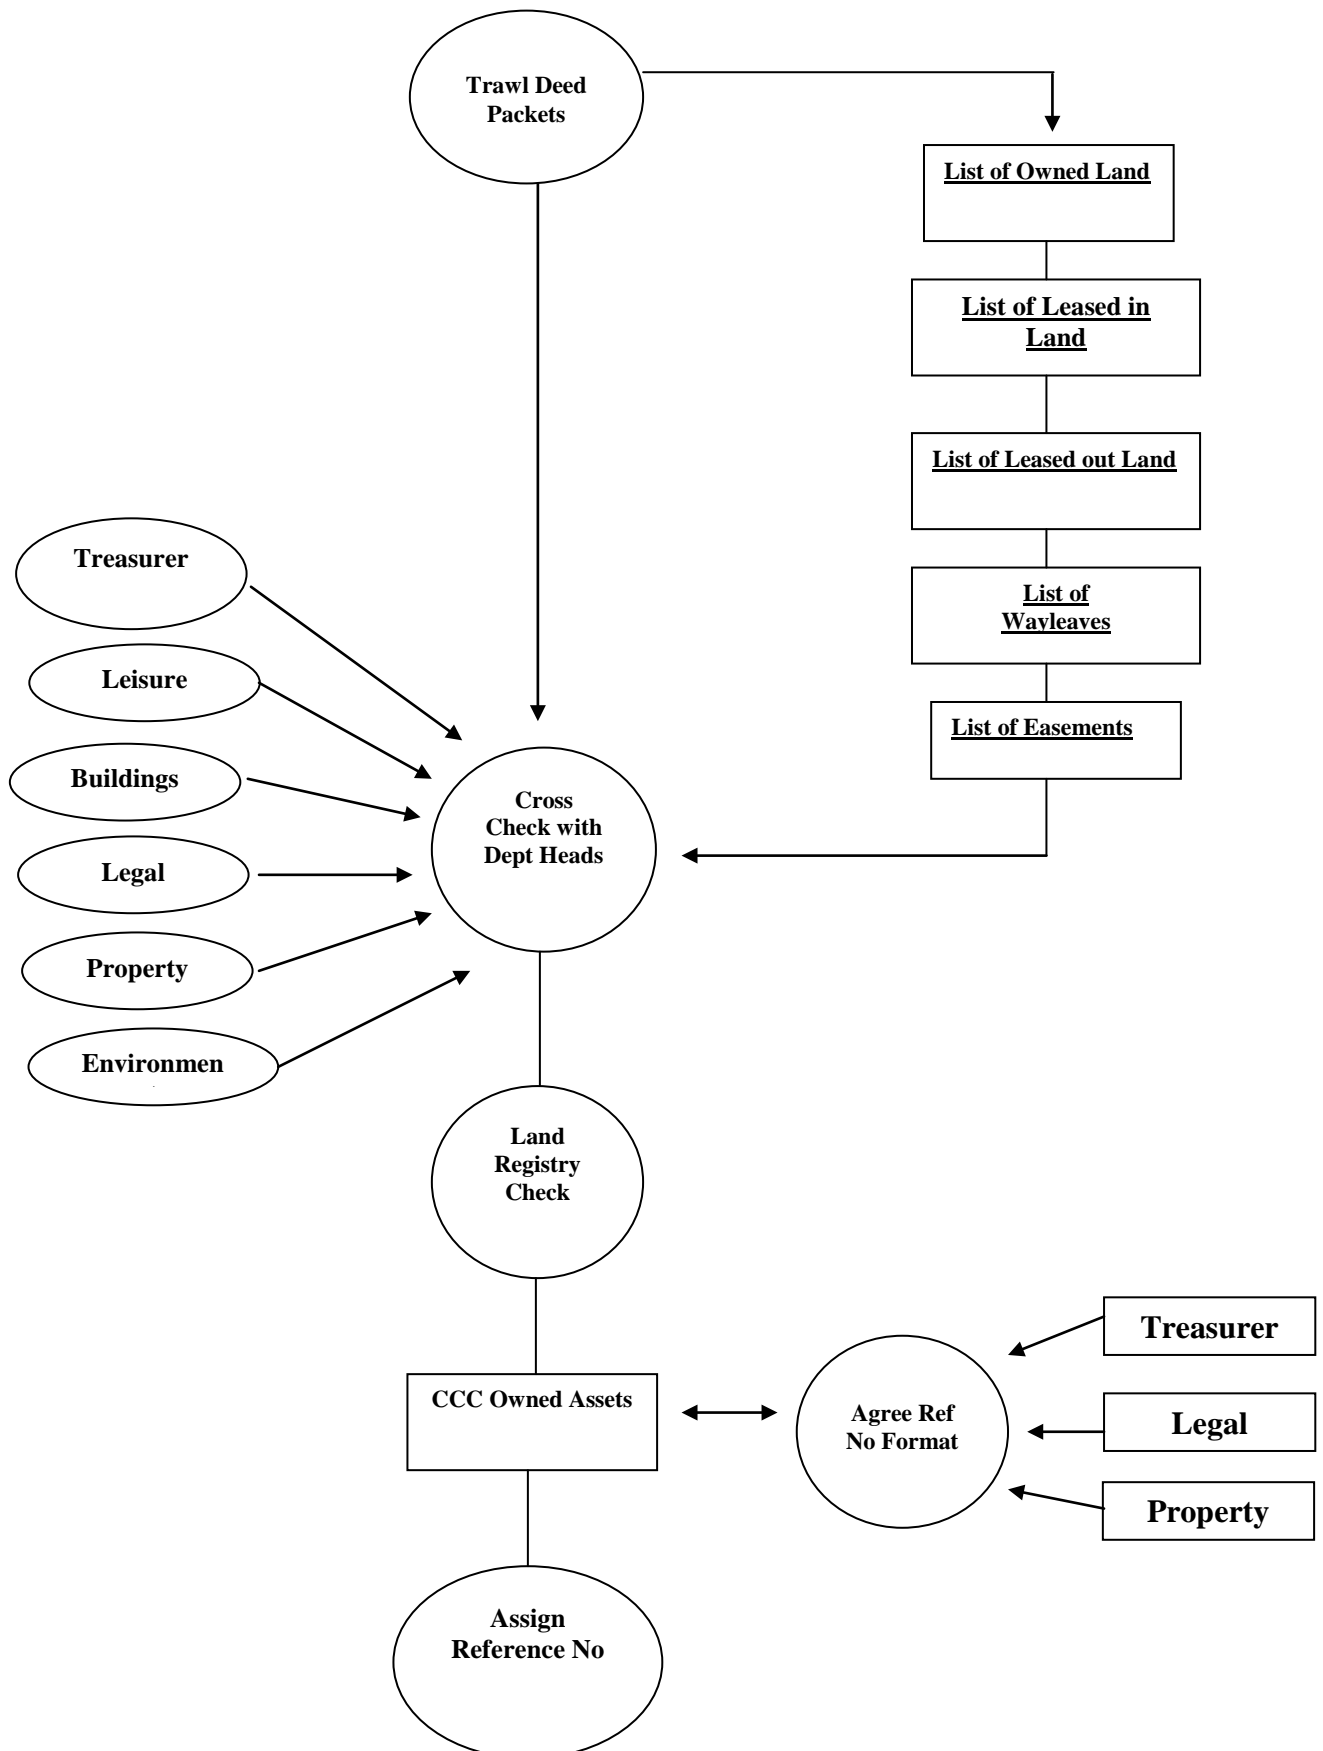 Trawl Deed
Packets
List of Owned Land
List of Leased in
Land
List of Leased out Land
List of
Wayleaves
List of Easements
Treasurer
Leisure
Buildings
Legal
Property
Environmen
Cross
Check with
Dept Heads
Land
Registry
Check
CCC Owned Assets
Agree Ref
No Format
Treasurer
Legal
Property
Assign
Reference No